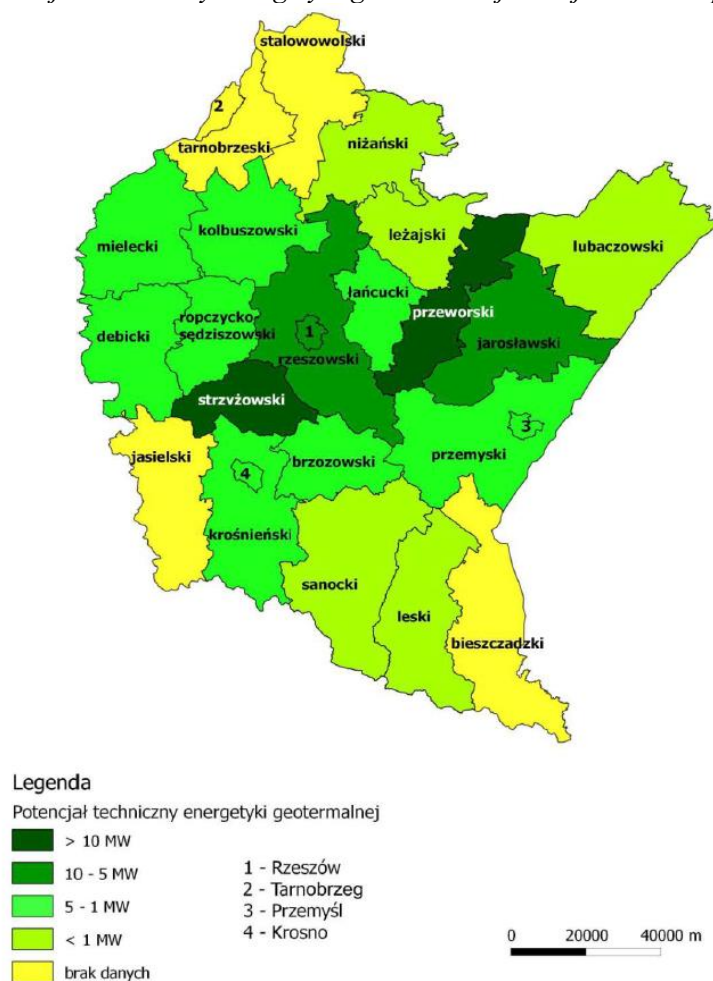 stalowowolski
2
tarnobrzeski
niżański
kolbuszowski
leżajski
mielecki
lubaczowski
łańcucki
ropczycko-
przeworski
debicki
sędziszowski
1
jarosławski
rzeszowski
strzyżowski
3
jasielski
brzozowski
przemyski
4
krośnieński
sanocki
leski
bieszczadzki
Legenda
Potencjał techniczny energetyki geotermalnej
> 10 MW
10 - 5 MW
5 - 1 MW
< 1 MW
brak danych
1 - Rzeszów
2 - Tarnobrzeg
3 - Przemyśl
4 - Krosno
0 20000 40000 m